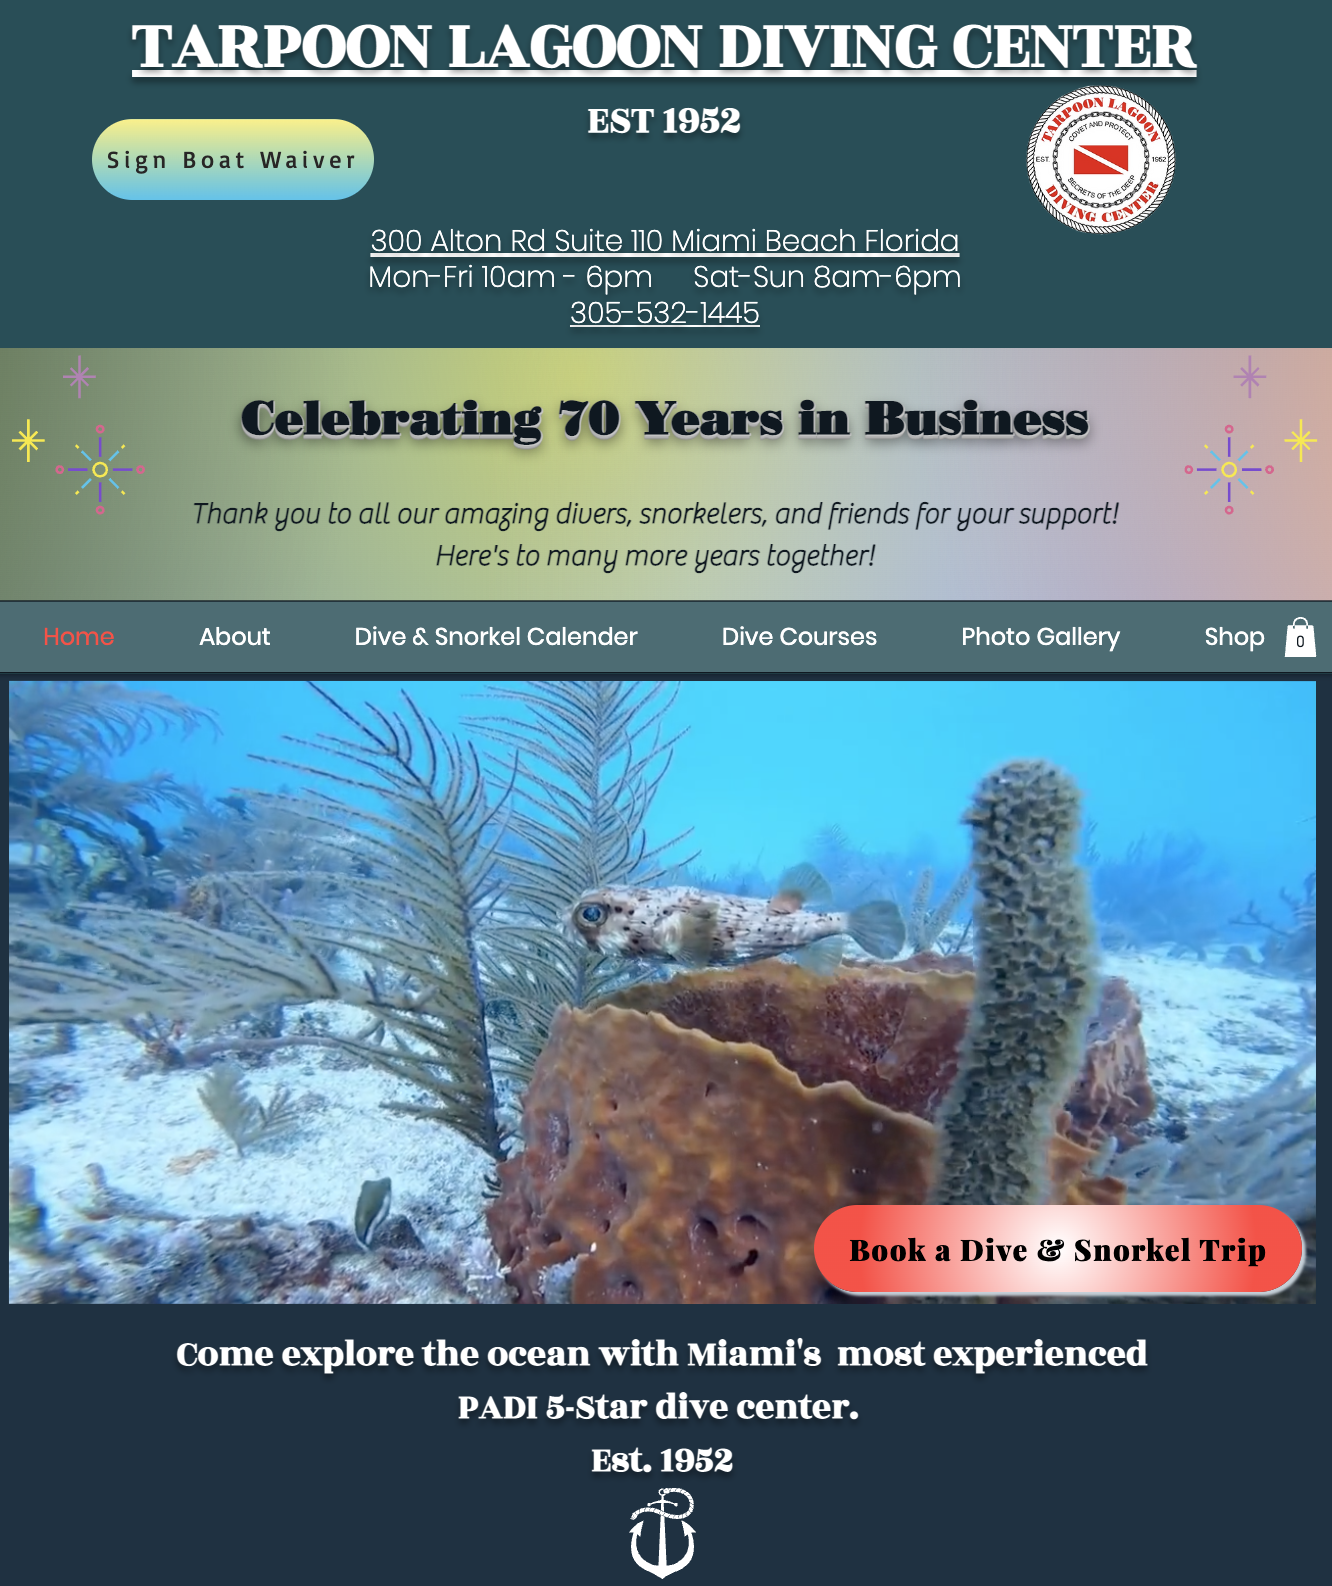 TARPOON LAGOON DIVING CENTER
EST 1952
Sign Boat Waiver
TARPOON LAGOON
COVET AND PROTECT
EST. 1952
SECRETS OF THE DEEP
DIVING CENTER
300 Alton Rd Suite 110 Miami Beach Florida
Mon-Fri 10am - 6pm Sat-Sun 8am-6pm
305-532-1445
Celebrating 70 Years in Business
Thank you to all our amazing divers, snorkelers, and friends for your support!
Here's to many more years together!
Home About Dive & Snorkel Calender Dive Courses Photo Gallery Shop 0
Book a Dive & Snorkel Trip
Come explore the ocean with Miami's most experienced
PADI 5-Star dive center.
Est. 1952